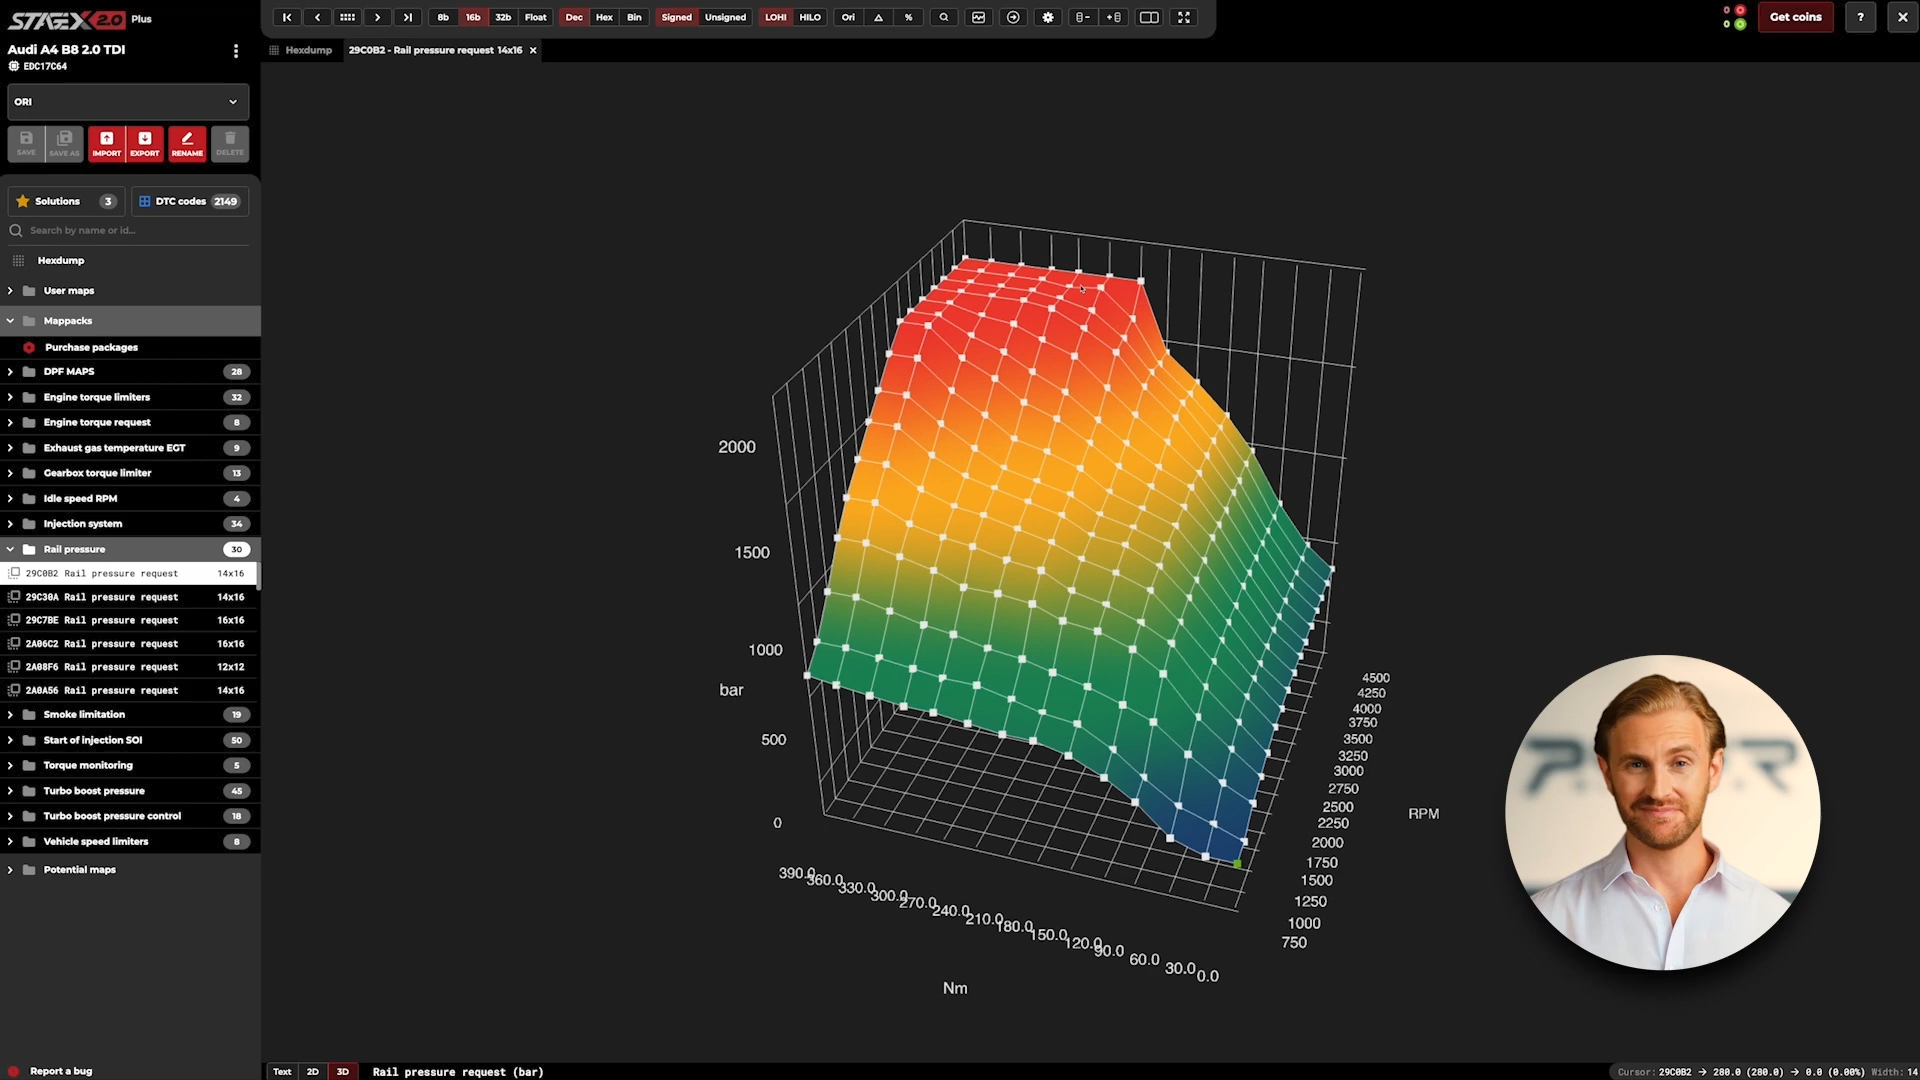 STAGEX 2.0 Plus
Audi A4 B8 2.0 TDI
EDC17C64
ORI
SAVE
SAVE AS
IMPORT
EXPORT
RENAME
DELETE
Solutions 3
DTC codes 2149
Search by name or id...
Hexdump
User maps
Mappacks
Purchase packages
DPF MAPS 28
Engine torque limiters 32
Engine torque request 8
Exhaust gas temperature EGT 9
Gearbox torque limiter 13
Idle speed RPM 4
Injection system 34
Rail pressure 30
29C0B2 Rail pressure request 14x16
29C30A Rail pressure request 14x16
29C7BE Rail pressure request 16x16
2A06C2 Rail pressure request 16x16
2A08F6 Rail pressure request 12x12
2A0A56 Rail pressure request 14x16
Smoke limitation 19
Start of injection SOI 50
Torque monitoring 5
Turbo boost pressure 45
Turbo boost pressure control 18
Vehicle speed limiters 8
Potential maps
Report a bug
8b 16b 32b Float Dec Hex Bin Signed Unsigned LOHI HILO Ori %
0
0
Get coins
?
Hexdump
29C0B2 - Rail pressure request 14x16
2000
1500
1000
bar
500
0
390.0
360.0
330.0
300.0
270.0
240.0
210.0
180.0
150.0
120.0
90.0
60.0
30.0
0.0
Nm
4500
4250
4000
3750
3500
3250
3000
2750
2500
2250
2000
1750
1500
1250
1000
750
RPM
Text 2D 3D Rail pressure request (bar)
Cursor: 29C0B2 → 280.0 (280.0) → 0.0 (0.00%) Width: 14